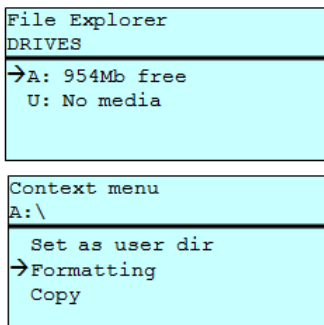 File Explorer
DRIVES
→A: 954Mb free
U: No media
Context menu
A:\
Set as user dir
→Formatting
Copy